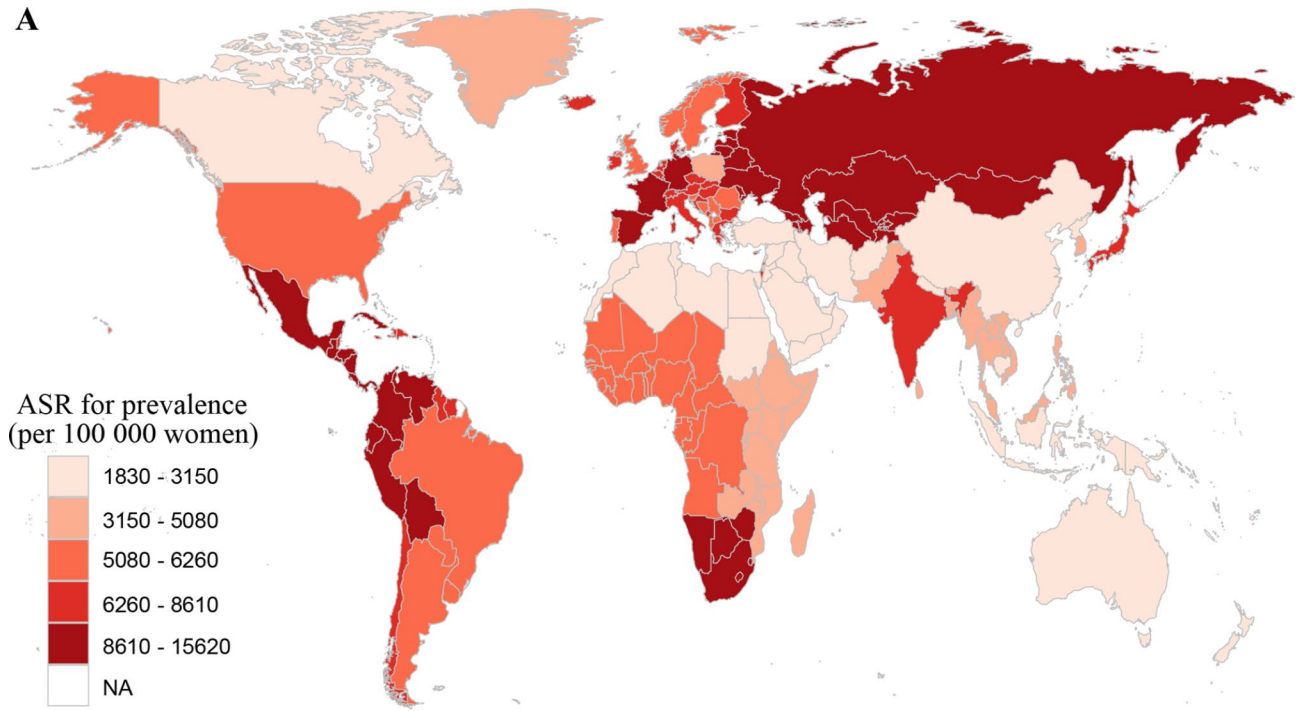 A
ASR for prevalence
(per 100 000 women)
1830 - 3150
3150 - 5080
5080 - 6260
6260 - 8610
8610 - 15620
NA